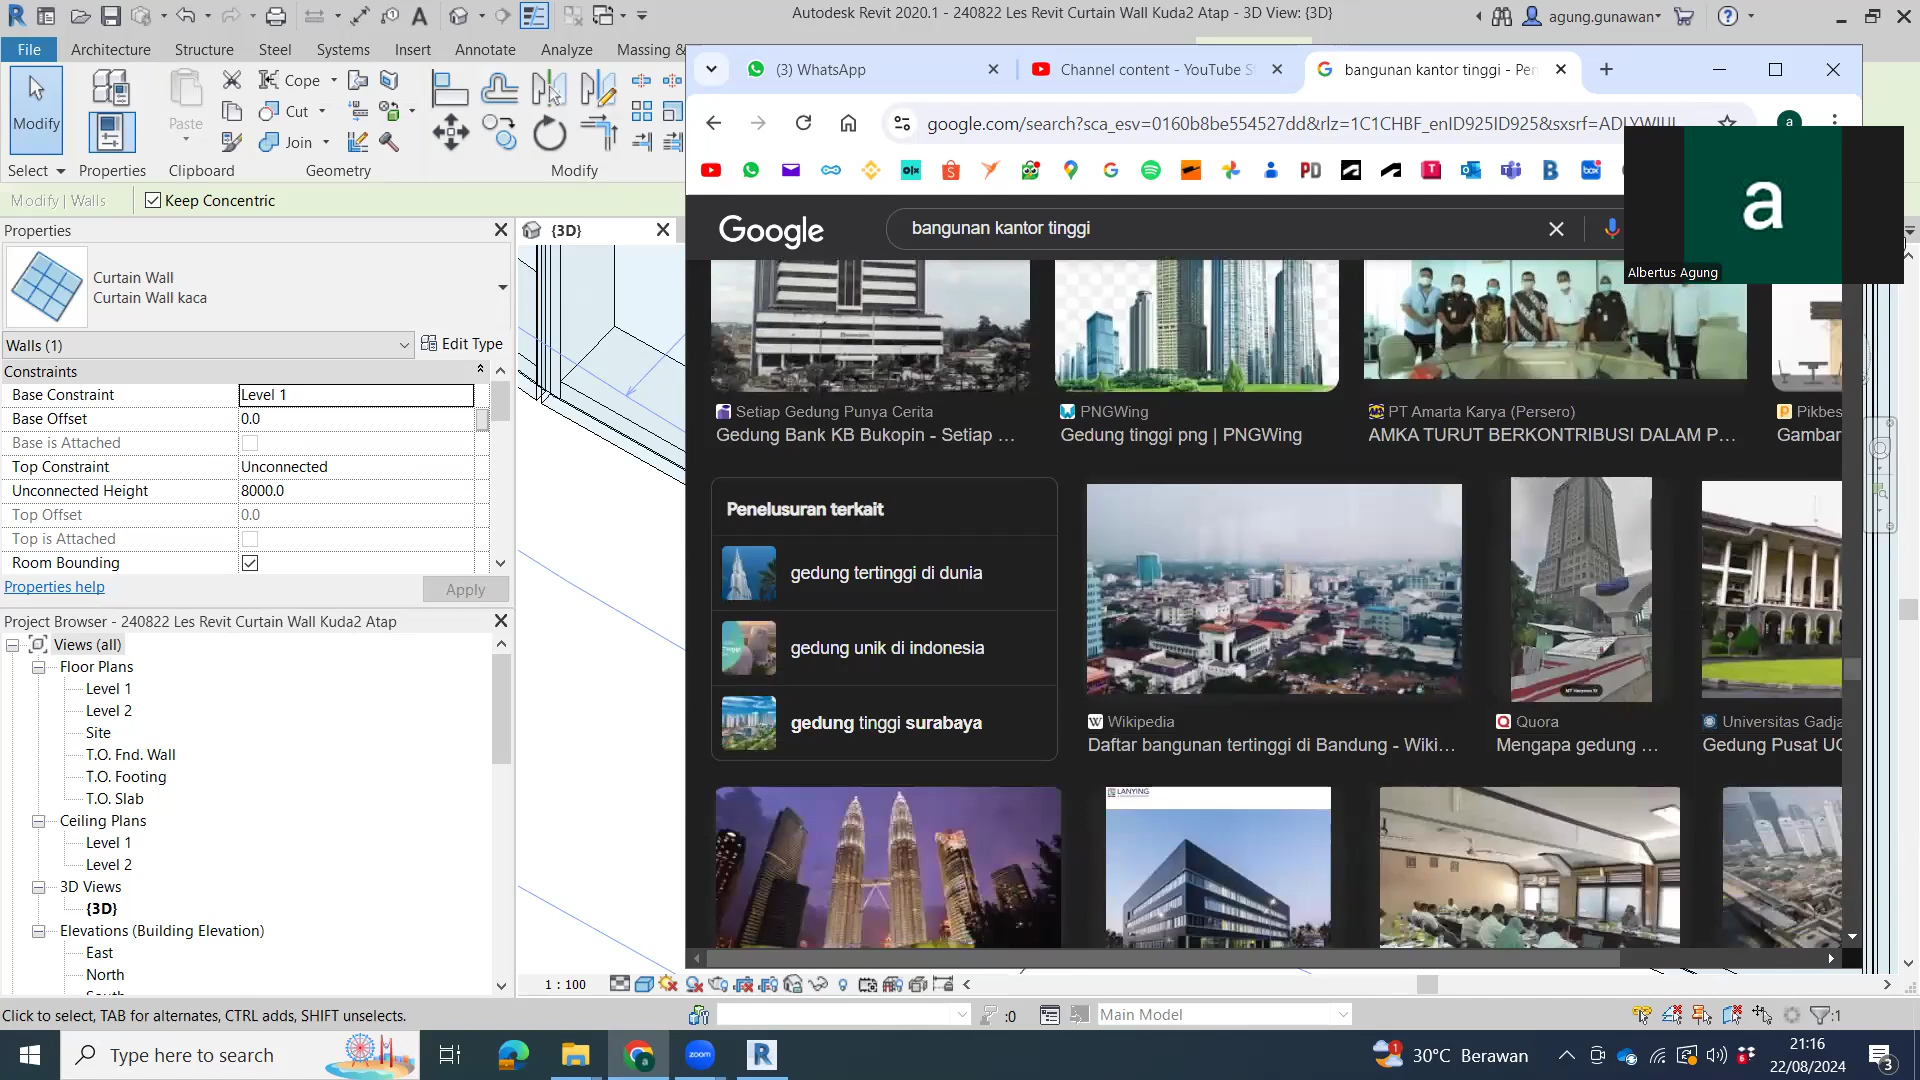 Autodesk Revit 2020.1 - 240822 Les Revit Curtain Wall Kuda2 Atap - 3D View: {3D}
agung.gunawan
File Architecture Structure Steel Systems Insert Annotate Analyze Massing &
Cope
Cut
Join
Modify
Paste
Select Properties Clipboard Geometry Modify
Modify | Walls
Keep Concentric
Properties
Curtain Wall
Curtain Wall kaca
Walls (1)
Edit Type
Constraints
Base Constraint Level 1
Base Offset 0.0
Base is Attached
Top Constraint Unconnected
Unconnected Height 8000.0
Top Offset 0.0
Top is Attached
Room Bounding
Properties help
Apply
Project Browser - 240822 Les Revit Curtain Wall Kuda2 Atap
Views (all)
Floor Plans
Level 1
Level 2
Site
T.O. Fnd. Wall
T.O. Footing
T.O. Slab
Ceiling Plans
Level 1
Level 2
3D Views
{3D}
Elevations (Building Elevation)
East
North
{3D}
(3) WhatsApp
Channel content - YouTube S
bangunan kantor tinggi - Pen
google.com/search?sca_esv=0160b8be554527dd&rlz=1C1CHBF_enID925ID925&sxsrf=ADLYWIJI
a
Google
bangunan kantor tinggi
a
Albertus Agung
Setiap Gedung Punya Cerita
Gedung Bank KB Bukopin - Setiap ...
PNGWing
Gedung tinggi png | PNGWing
PT Amarta Karya (Persero)
AMKA TURUT BERKONTRIBUSI DALAM P...
Pikbes
Gambar
Penelusuran terkait
gedung tertinggi di dunia
gedung unik di indonesia
gedung tinggi surabaya
Wikipedia
Daftar bangunan tertinggi di Bandung - Wiki...
Quora
Mengapa gedung ...
Universitas Gadja
Gedung Pusat UG
LANYING
1 : 100
Click to select, TAB for alternates, CTRL adds, SHIFT unselects.
:0
Main Model
:1
Type here to search
zoom
30°C Berawan
21:16
22/08/2024
3